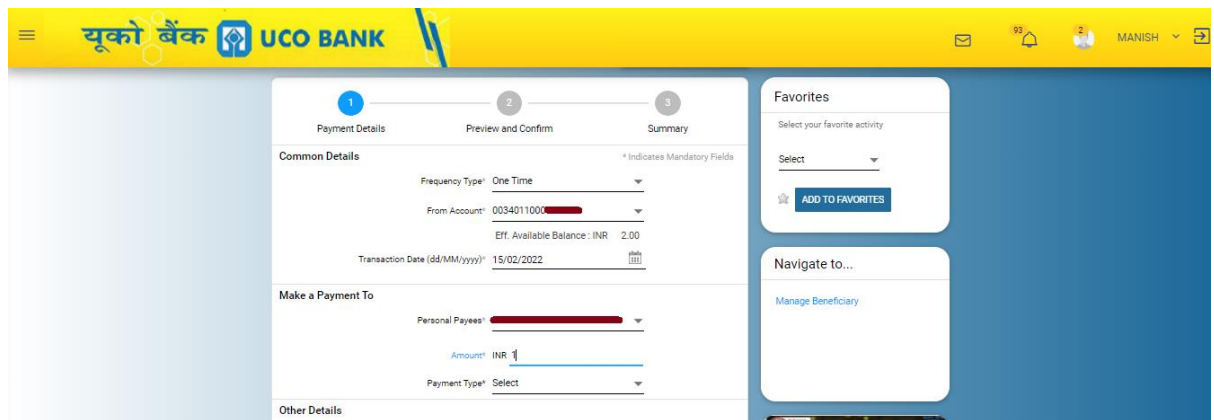 यूको बैंक UCO BANK
93
2
MANISH
1
2
3
Payment Details
Preview and Confirm
Summary
Common Details
* Indicates Mandatory Fields
Frequency Type* One Time
From Account* 0034011000
Eff. Available Balance : INR 2.00
Transaction Date (dd/MM/yyyy)* 15/02/2022
Make a Payment To
Personal Payees*
Amount* INR 1
Payment Type* Select
Other Details
Favorites
Select your favorite activity
Select
ADD TO FAVORITES
Navigate to...
Manage Beneficiary